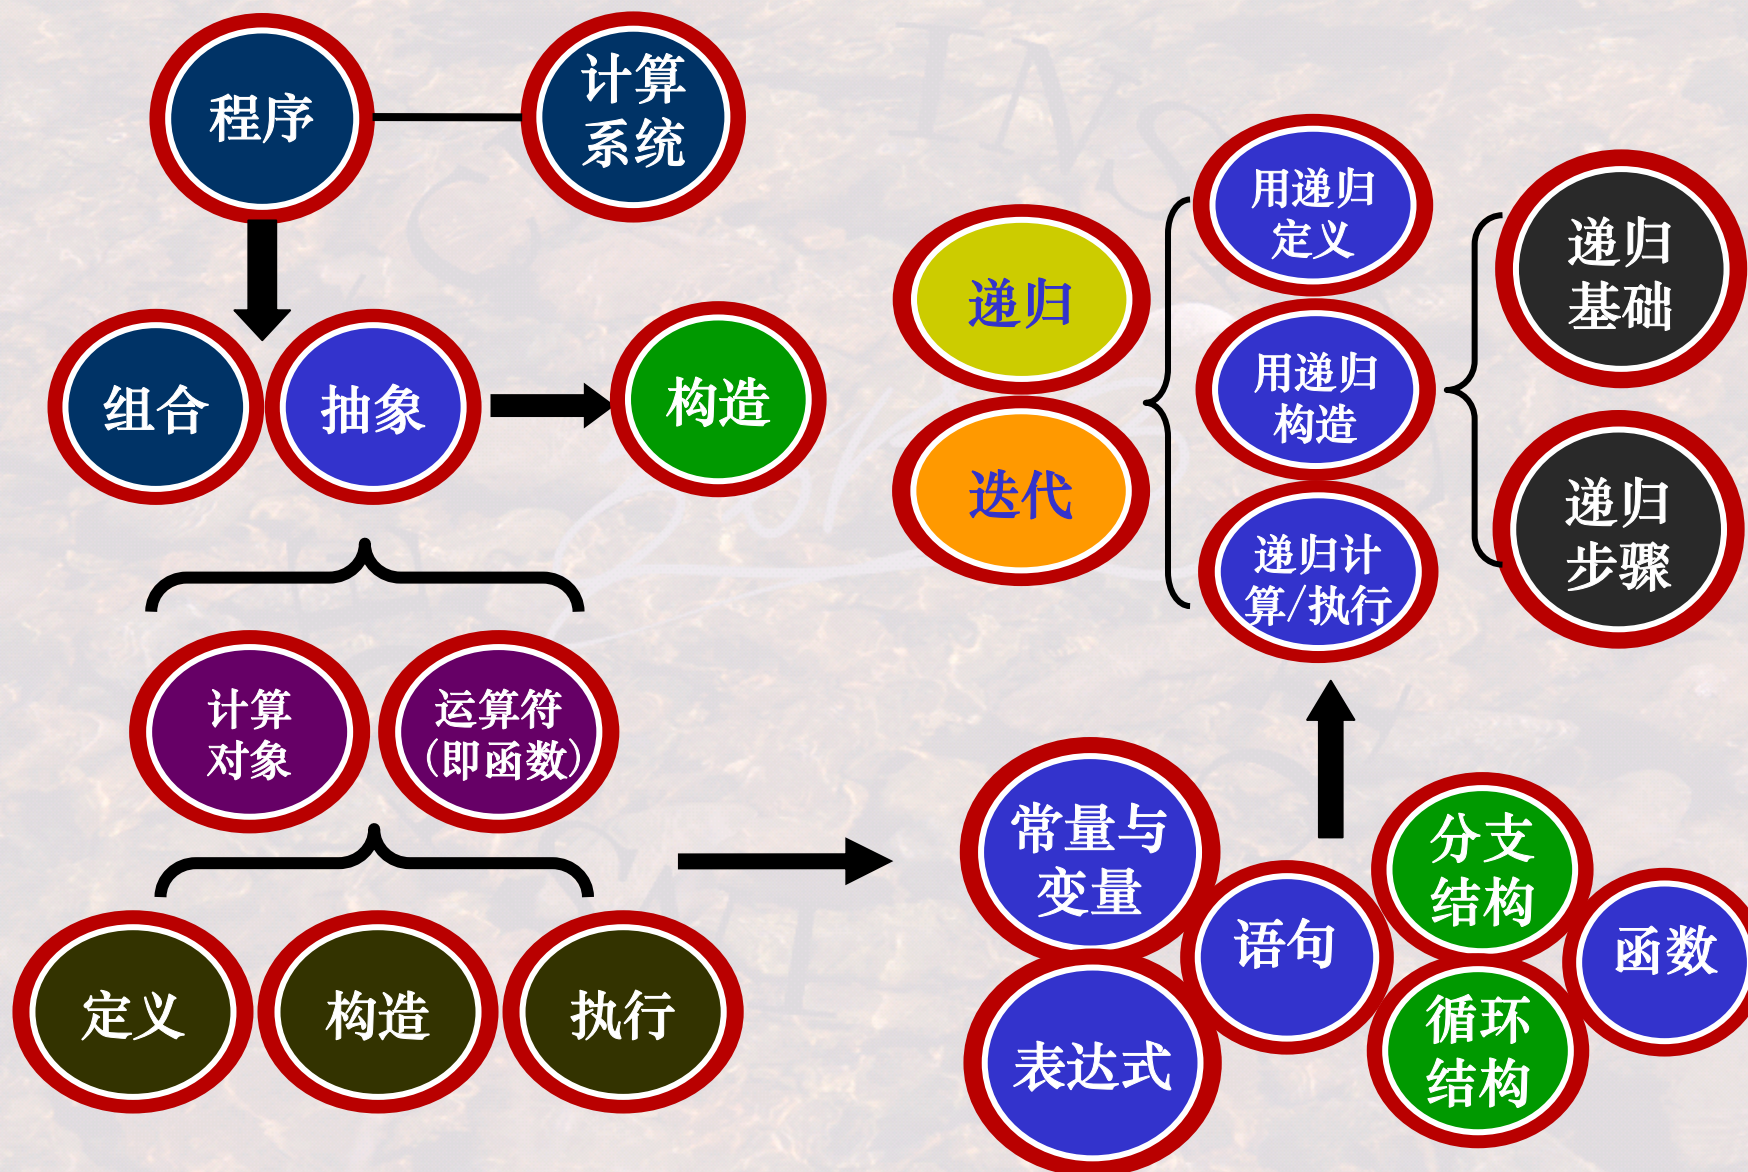 程序
计算
系统
组合
抽象
构造
计算
对象
运算符
(即函数)
定义
构造
执行
递归
迭代
用递归
定义
用递归
构造
递归计
算/执行
递归
基础
递归
步骤
常量与
变量
表达式
语句
分支
结构
循环
结构
函数